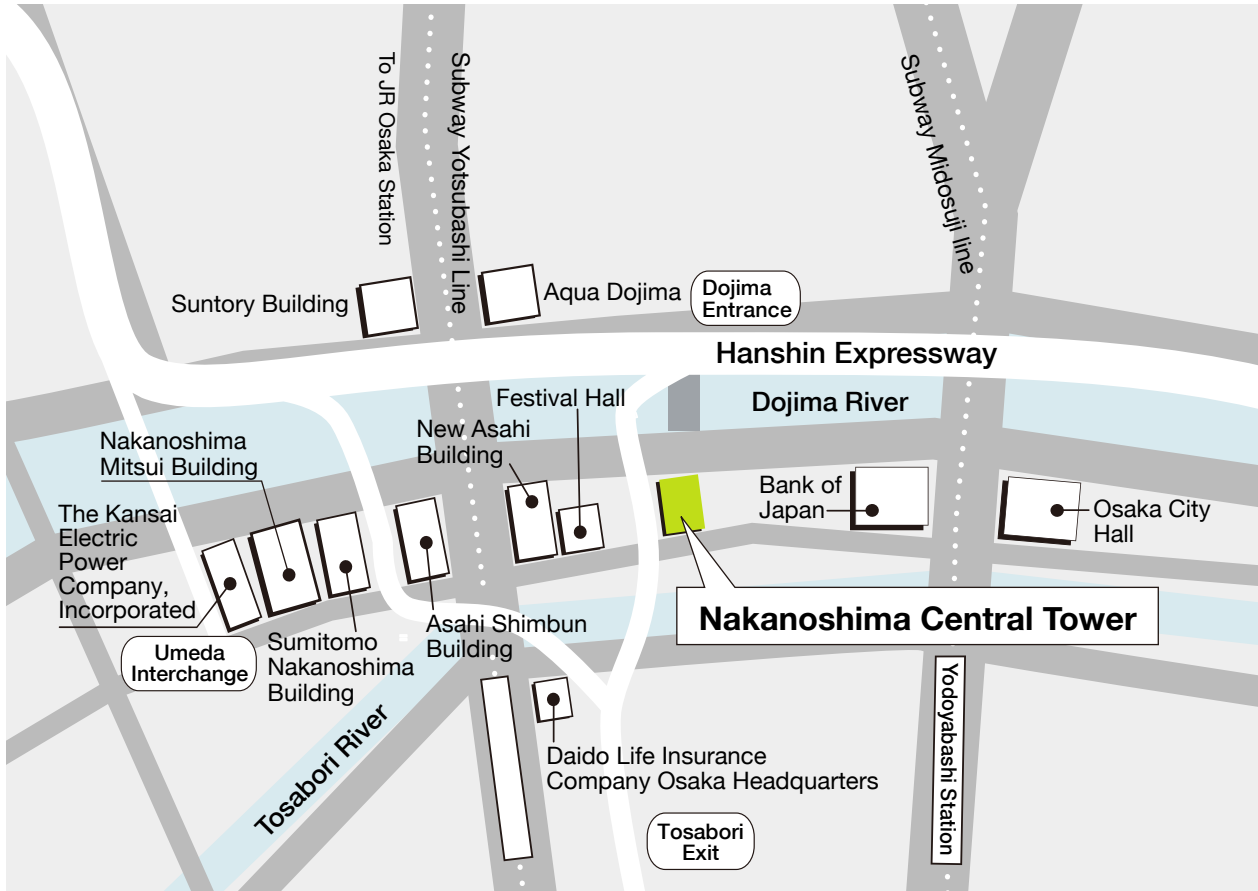 To JR Osaka Station
Subway Yotsubashi Line
Subway Midosuji line
Suntory Building
Aqua Dojima
Dojima
Entrance
Hanshin Expressway
Dojima River
Festival Hall
New Asahi
Building
Nakanoshima
Mitsui Building
Bank of
Japan
Osaka City
Hall
The Kansai
Electric
Power
Company,
Incorporated
Nakanoshima Central Tower
Umeda
Interchange
Sumitomo
Nakanoshima
Building
Asahi Shimbun
Building
Tosabori River
Daido Life Insurance
Company Osaka Headquarters
Yodoyabashi Station
Tosabori
Exit